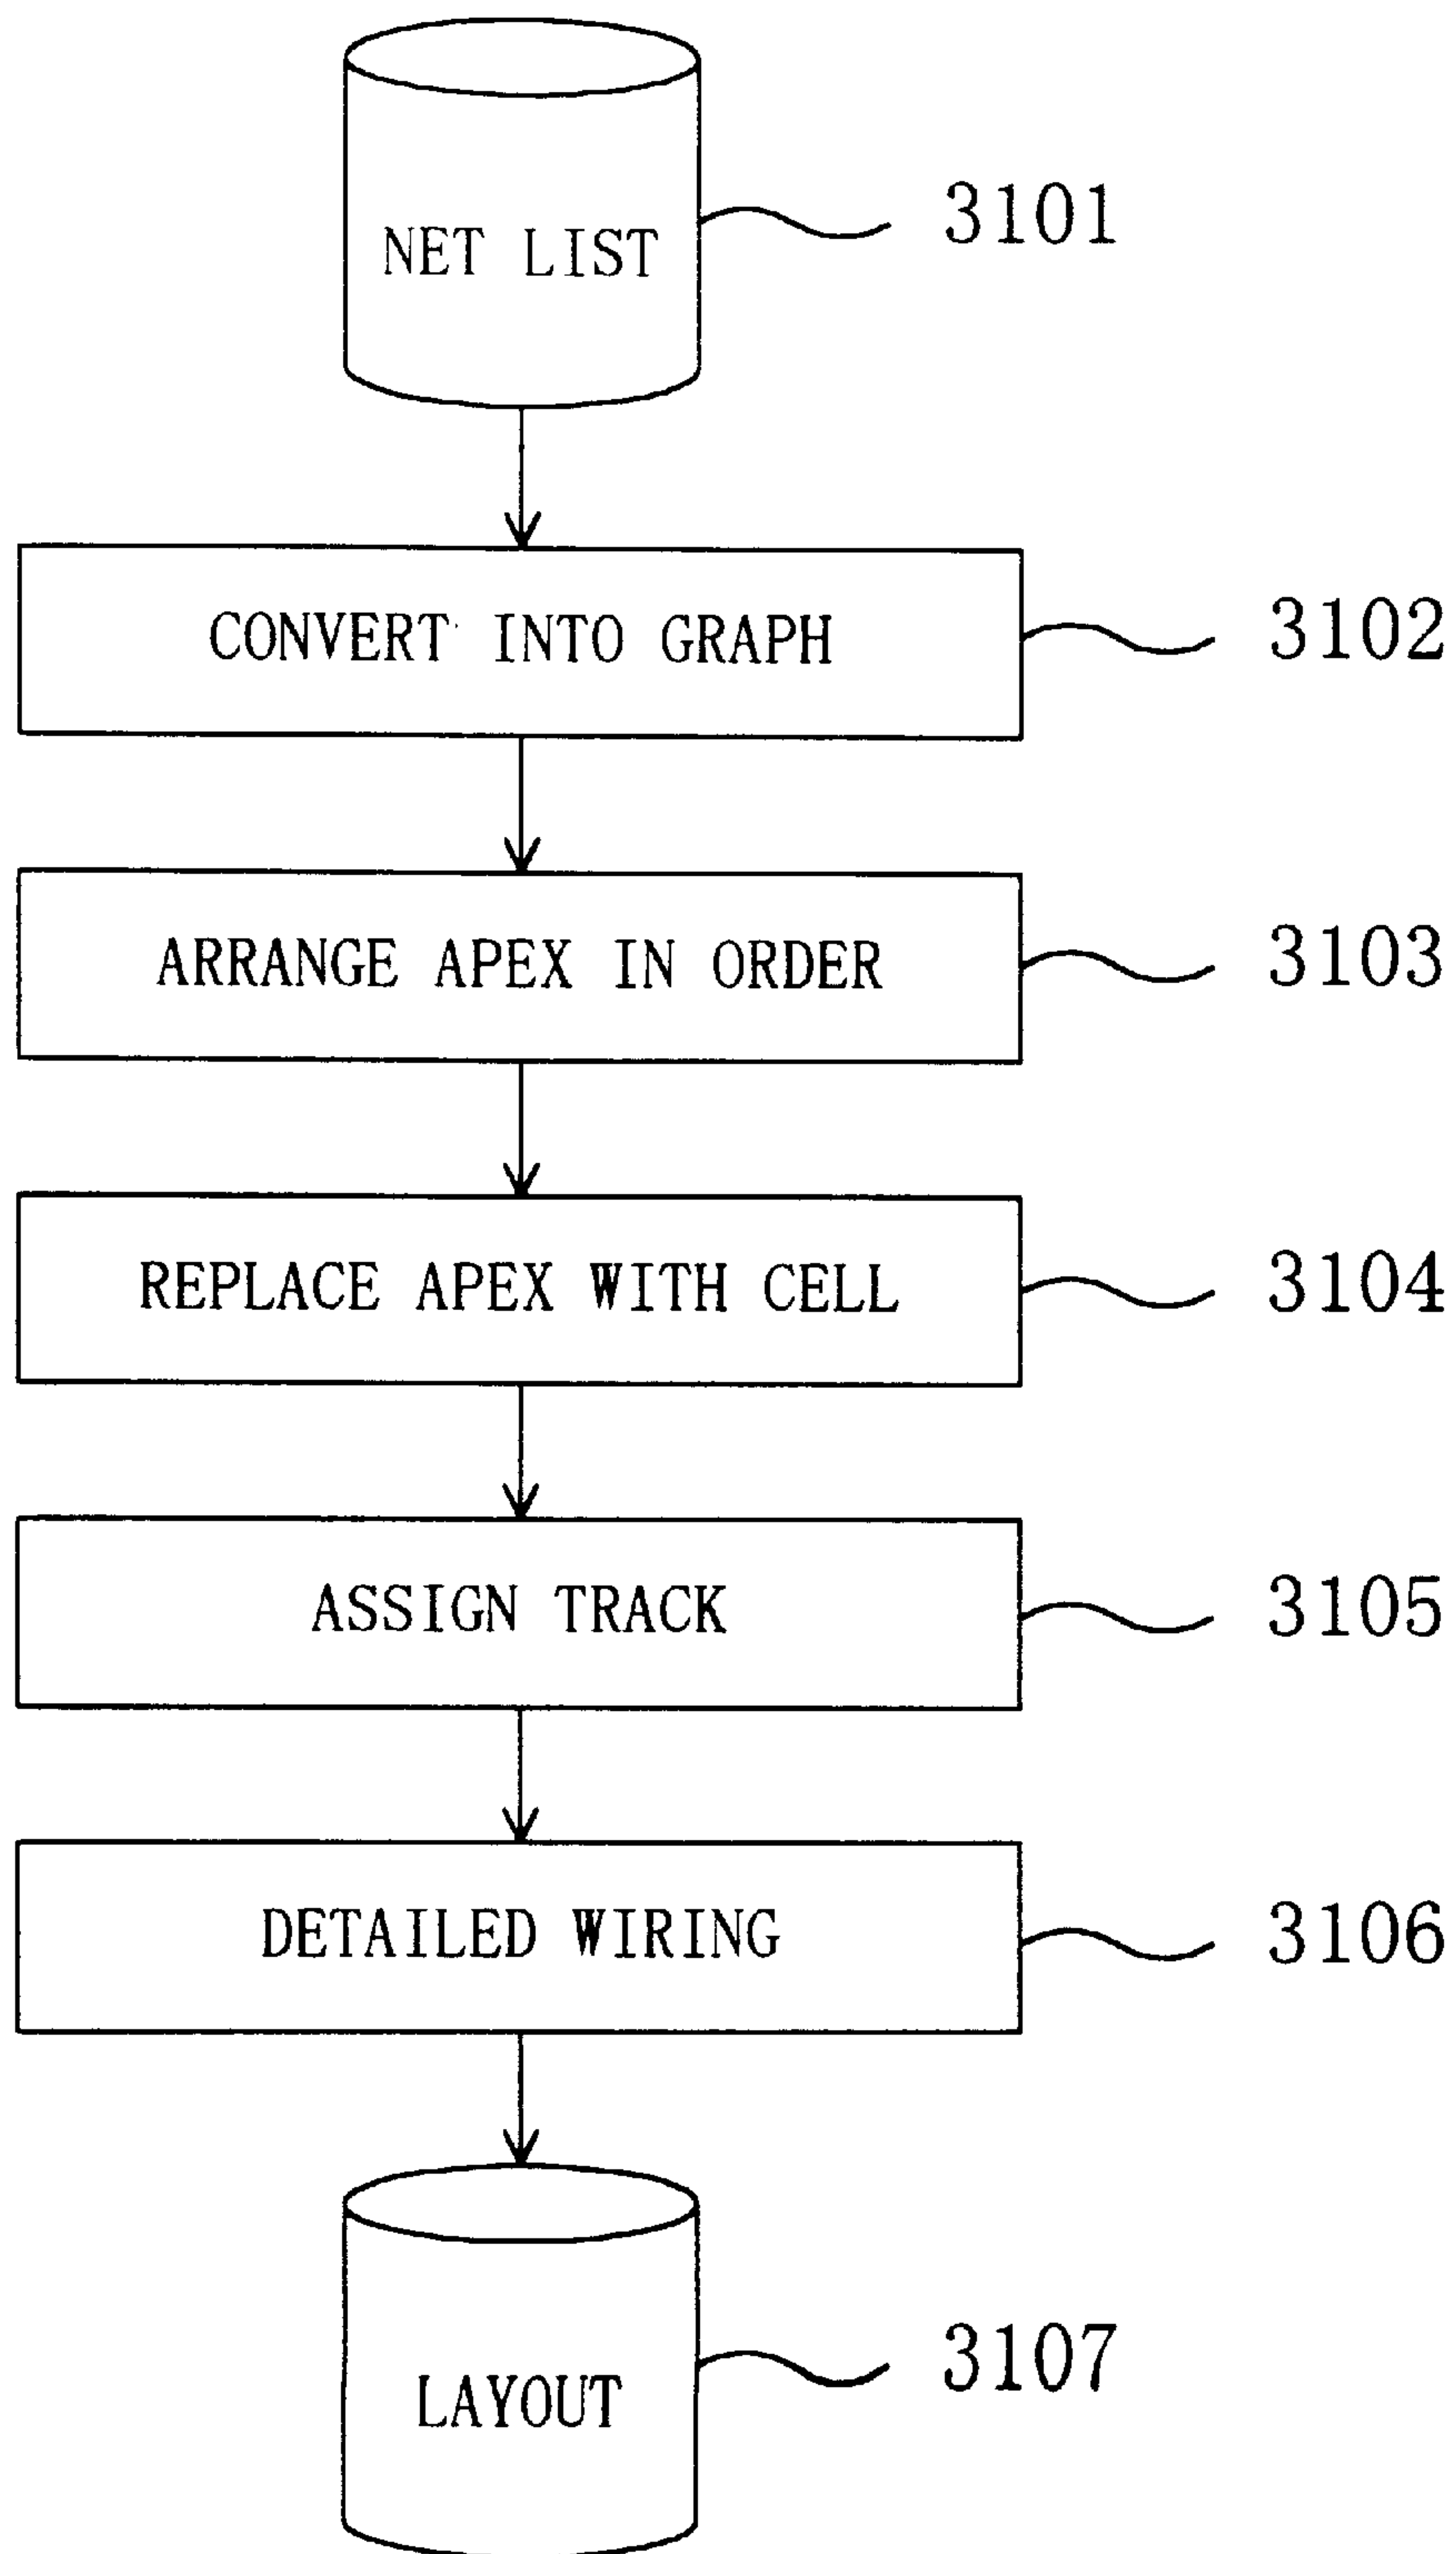 NET LIST 3101
CONVERT INTO GRAPH 3102
ARRANGE APEX IN ORDER 3103
REPLACE APEX WITH CELL 3104
ASSIGN TRACK 3105
DETAILED WIRING 3106
LAYOUT 3107